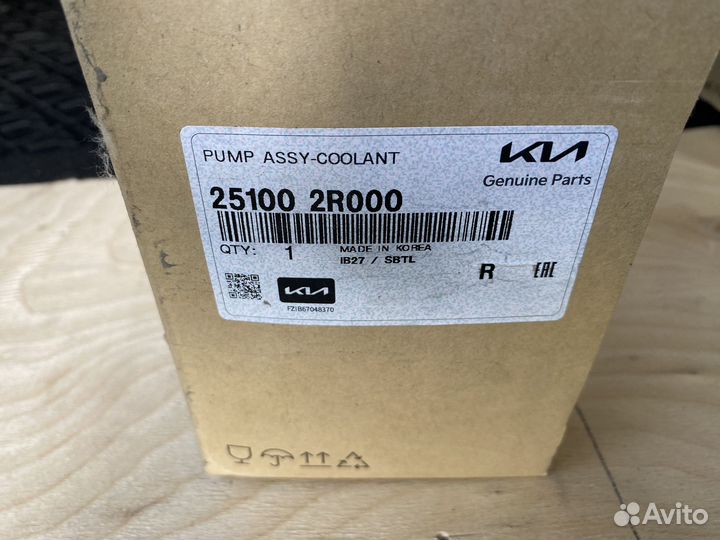 PUMP ASSY-COOLANT
KIA
Genuine Parts
25100 2R000
QTY: 1
MADE IN KOREA
IB27 / SBTL
R
EAC
KIA
FZIB67048370
Avito